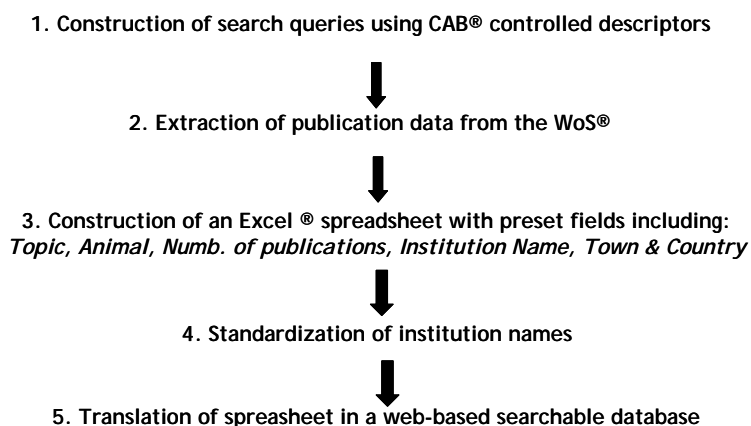 1. Construction of search queries using CAB® controlled descriptors
2. Extraction of publication data from the WoS®
3. Construction of an Excel ® spreadsheet with preset fields including:
Topic, Animal, Numb. of publications, Institution Name, Town & Country
4. Standardization of institution names
5. Translation of spreasheet in a web-based searchable database